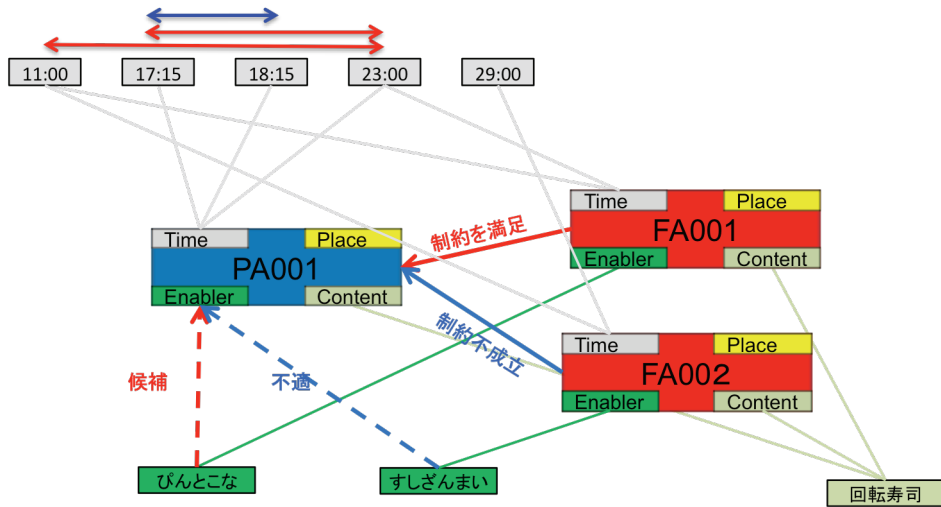 11:00
17:15
18:15
23:00
29:00
Time
Place
FA001
Enabler
Content
制約を満足
Time
Place
PA001
Enabler
Content
制約不成立
Time
Place
FA002
Enabler
Content
候補
不適
ぴんとこな
すしざんまい
回転寿司